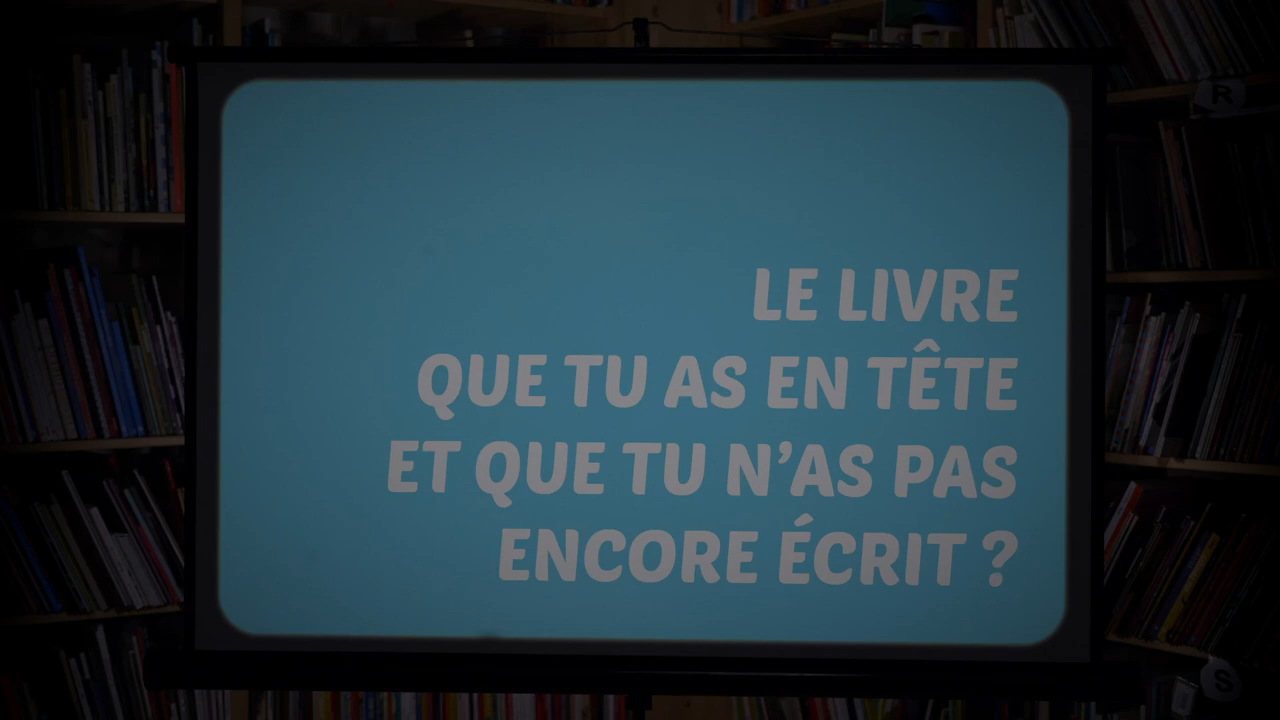 R
LE LIVRE
QUE TU AS EN TÊTE
ET QUE TU N’AS PAS
ENCORE ÉCRIT ?
S